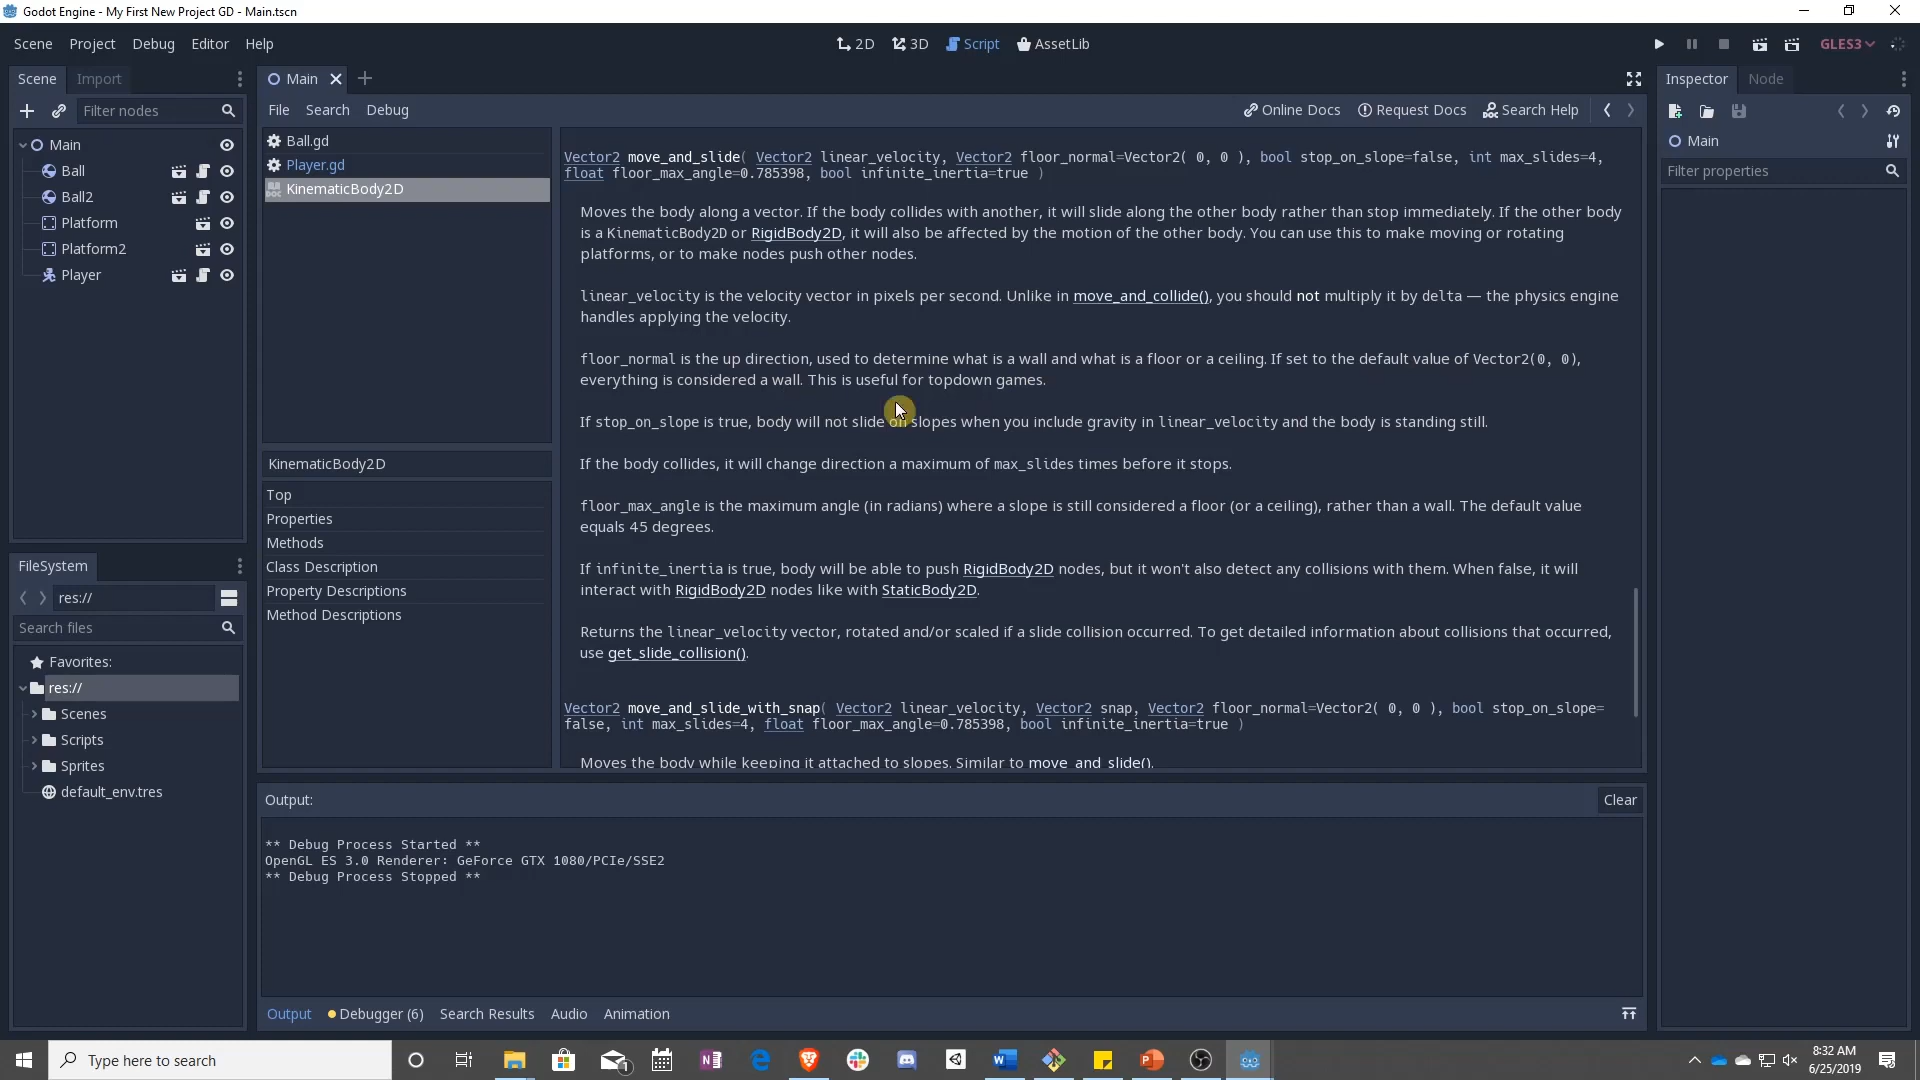 Godot Engine - My First New Project GD - Main.tscn
Scene Project Debug Editor Help
2D 3D Script AssetLib
GLES3
Scene Import
Filter nodes
Main
Ball
Ball2
Platform
Platform2
Player
FileSystem
res://
Search files
Favorites:
res://
Scenes
Scripts
Sprites
default_env.tres
Main
File Search Debug
Online Docs Request Docs Search Help
Ball.gd
Player.gd
KinematicBody2D
KinematicBody2D
Top
Properties
Methods
Class Description
Property Descriptions
Method Descriptions
Vector2 move_and_slide( Vector2 linear_velocity, Vector2 floor_normal=Vector2( 0, 0 ), bool stop_on_slope=false, int max_slides=4,
float floor_max_angle=0.785398, bool infinite_inertia=true )
Moves the body along a vector. If the body collides with another, it will slide along the other body rather than stop immediately. If the other body
is a KinematicBody2D or RigidBody2D, it will also be affected by the motion of the other body. You can use this to make moving or rotating
platforms, or to make nodes push other nodes.
linear_velocity is the velocity vector in pixels per second. Unlike in move_and_collide(), you should not multiply it by delta — the physics engine
handles applying the velocity.
floor_normal is the up direction, used to determine what is a wall and what is a floor or a ceiling. If set to the default value of Vector2(0, 0),
everything is considered a wall. This is useful for topdown games.
If stop_on_slope is true, body will not slide on slopes when you include gravity in linear_velocity and the body is standing still.
If the body collides, it will change direction a maximum of max_slides times before it stops.
floor_max_angle is the maximum angle (in radians) where a slope is still considered a floor (or a ceiling), rather than a wall. The default value
equals 45 degrees.
If infinite_inertia is true, body will be able to push RigidBody2D nodes, but it won't also detect any collisions with them. When false, it will
interact with RigidBody2D nodes like with StaticBody2D.
Returns the linear_velocity vector, rotated and/or scaled if a slide collision occurred. To get detailed information about collisions that occurred,
use get_slide_collision().
Vector2 move_and_slide_with_snap( Vector2 linear_velocity, Vector2 snap, Vector2 floor_normal=Vector2( 0, 0 ), bool stop_on_slope=
false, int max_slides=4, float floor_max_angle=0.785398, bool infinite_inertia=true )
Moves the body while keeping it attached to slopes. Similar to move_and_slide().
Output:
Clear
** Debug Process Started **
OpenGL ES 3.0 Renderer: GeForce GTX 1080/PCIe/SSE2
** Debug Process Stopped **
Output Debugger (6) Search Results Audio Animation
Inspector Node
Main
Filter properties
Type here to search
8:32 AM
6/25/2019